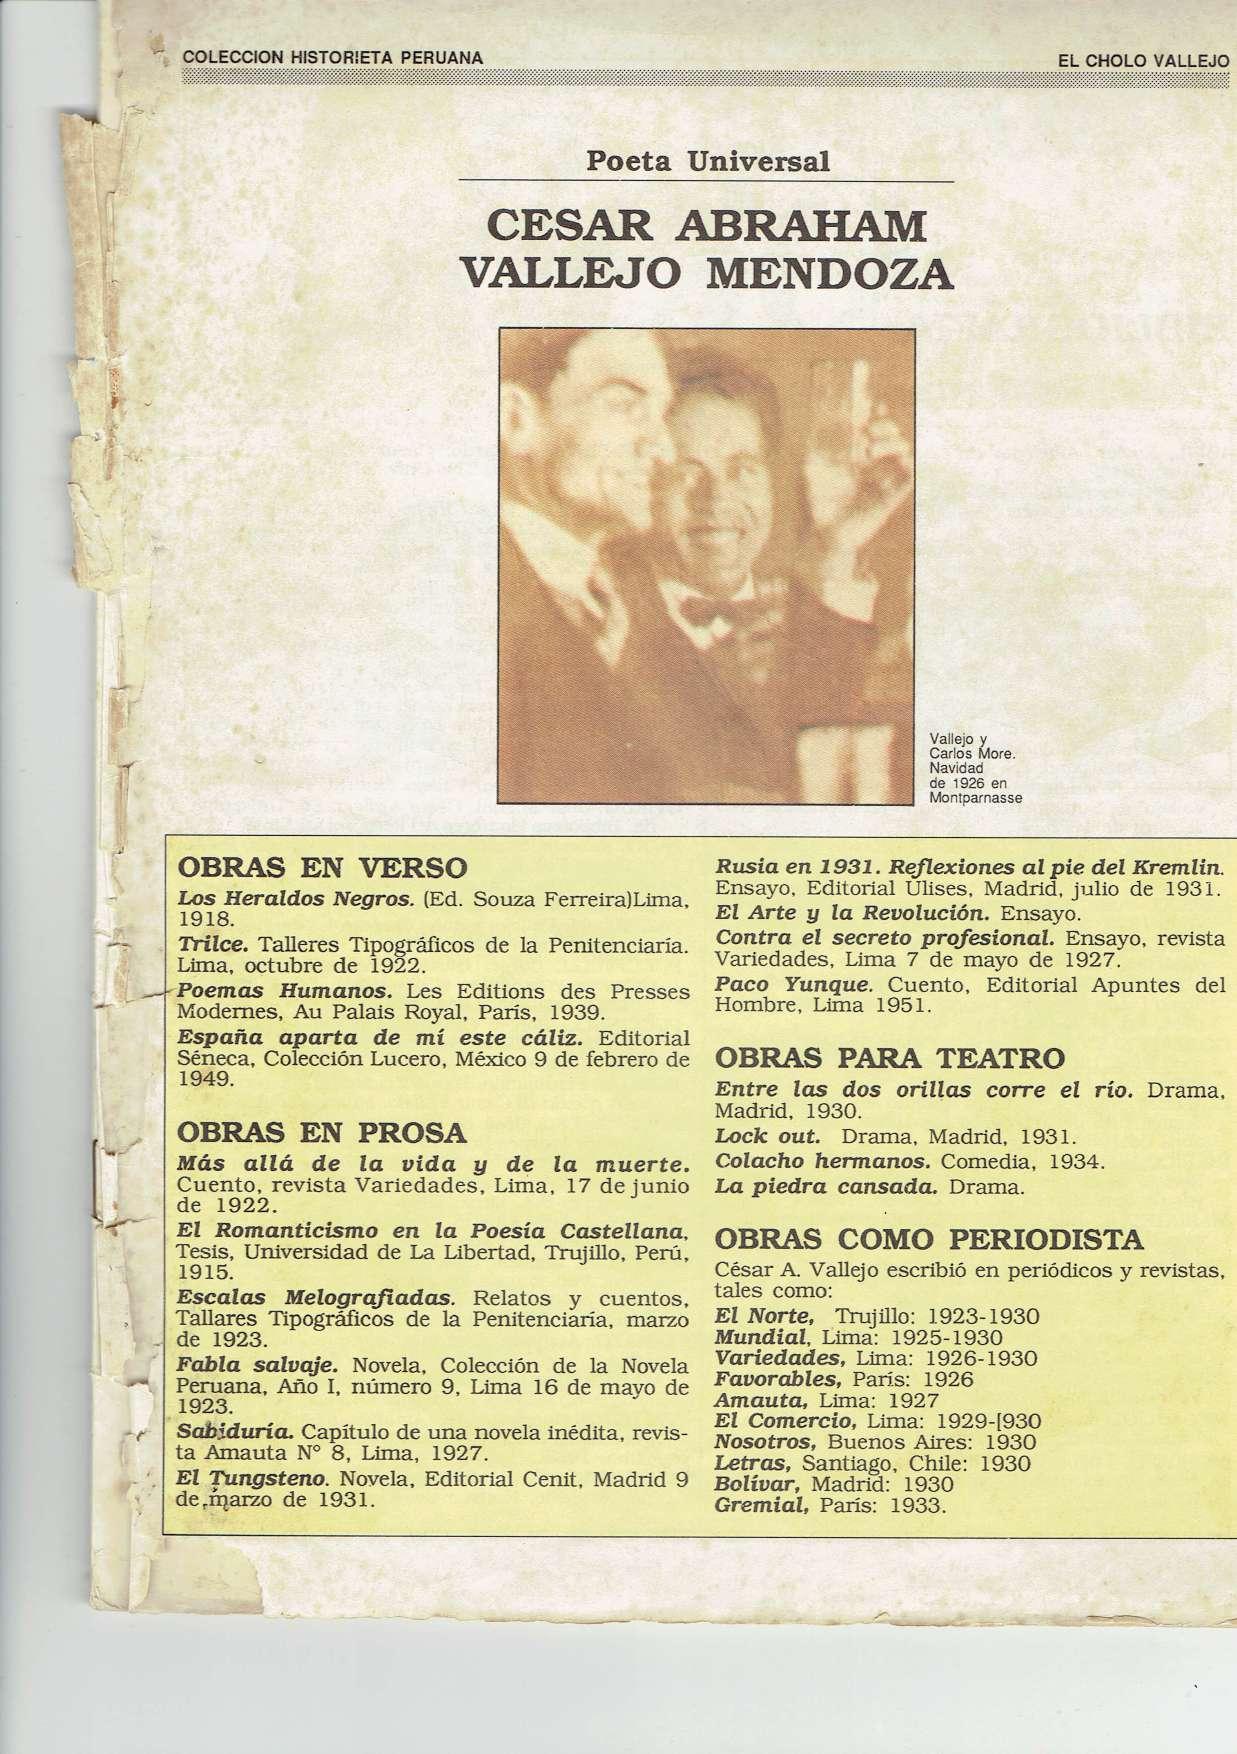 COLECCION HISTORIETA PERUANA
EL CHOLO VALLEJO
Poeta Universal
CESAR ABRAHAM
VALLEJO MENDOZA
Vallejo y
Carlos More.
Navidad
de 1926 en
Montparnasse
OBRAS EN VERSO
Los Heraldos Negros. (Ed. Souza Ferreira)Lima,
1918.
Trilce. Talleres Tipográficos de la Penitenciaría.
Lima, octubre de 1922.
Poemas Humanos. Les Editions des Presses
Modernes, Au Palais Royal, París, 1939.
España aparta de mí este cáliz. Editorial
Séneca, Colección Lucero, México 9 de febrero de
1949.
OBRAS EN PROSA
Más allá de la vida y de la muerte.
Cuento, revista Variedades, Lima, 17 de junio
de 1922.
El Romanticismo en la Poesía Castellana,
Tesis, Universidad de La Libertad, Trujillo, Perú,
1915.
Escalas Melografiadas. Relatos y cuentos,
Tallares Tipográficos de la Penitenciaría, marzo
de 1923.
Fabla salvaje. Novela, Colección de la Novela
Peruana, Año I, número 9, Lima 16 de mayo de
1923.
Sabiduría. Capítulo de una novela inédita, revis-
ta Amauta N° 8, Lima, 1927.
El Tungsteno. Novela, Editorial Cenit, Madrid 9
de marzo de 1931.
Rusia en 1931. Reflexiones al pie del Kremlin.
Ensayo, Editorial Ulises, Madrid, julio de 1931.
El Arte y la Revolución. Ensayo.
Contra el secreto profesional. Ensayo, revista
Variedades, Lima 7 de mayo de 1927.
Paco Yunque. Cuento, Editorial Apuntes del
Hombre, Lima 1951.
OBRAS PARA TEATRO
Entre las dos orillas corre el río. Drama,
Madrid, 1930.
Lock out. Drama, Madrid, 1931.
Colacho hermanos. Comedia, 1934.
La piedra cansada. Drama.
OBRAS COMO PERIODISTA
César A. Vallejo escribió en periódicos y revistas,
tales como:
El Norte, Trujillo: 1923-1930
Mundial, Lima: 1925-1930
Variedades, Lima: 1926-1930
Favorables, París: 1926
Amauta, Lima: 1927
El Comercio, Lima: 1929-[930
Nosotros, Buenos Aires: 1930
Letras, Santiago, Chile: 1930
Bolívar, Madrid: 1930
Gremial, París: 1933.